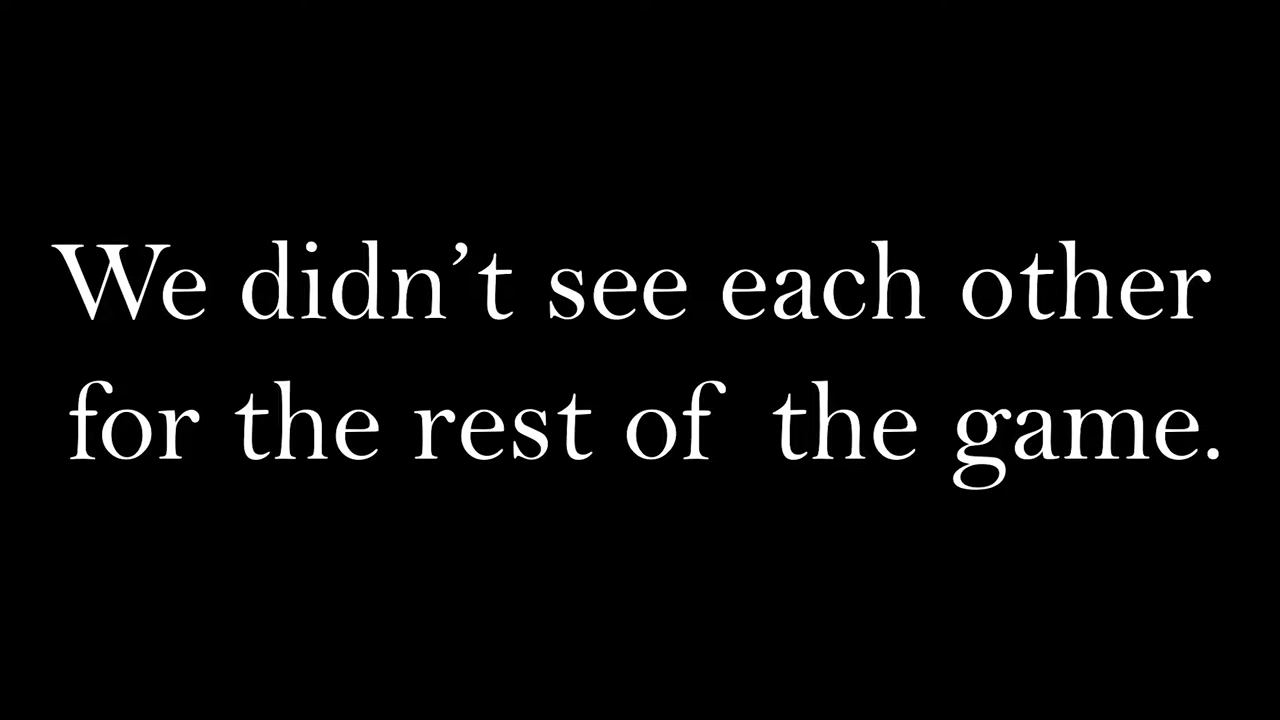 We didn’t see each other
for the rest of the game.